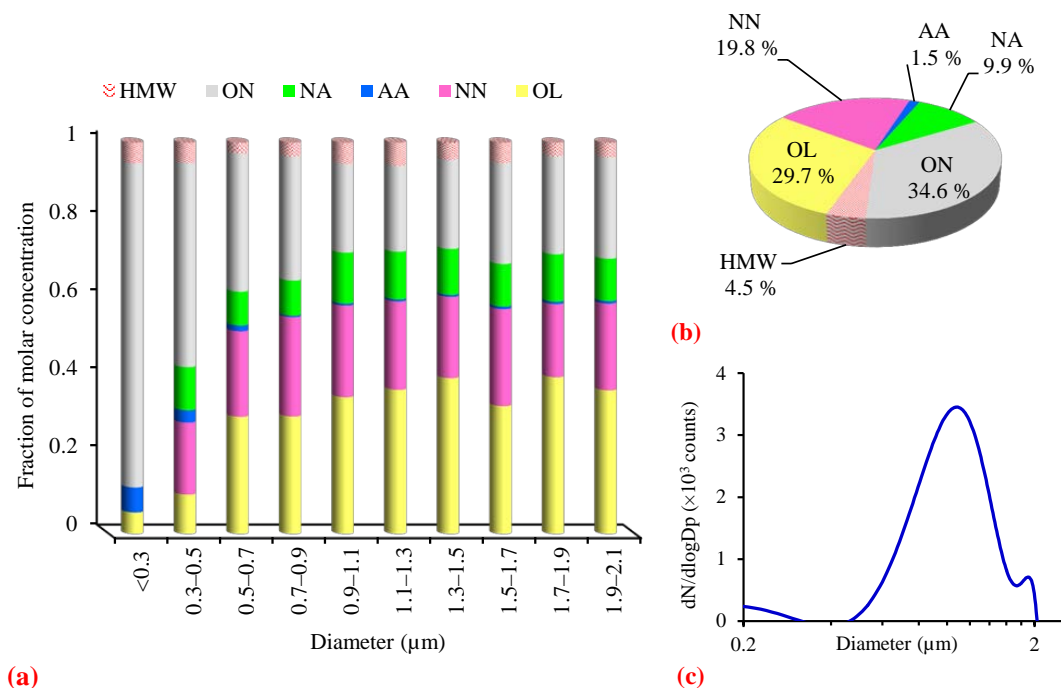 HMW ON NA AA NN OL
Fraction of molar concentration
1
0.8
0.6
0.4
0.2
0
<0.3
0.3–0.5
0.5–0.7
0.7–0.9
0.9–1.1
1.1–1.3
1.3–1.5
1.5–1.7
1.7–1.9
1.9–2.1
Diameter (µm)
(a)
NN
19.8 %
AA
1.5 %
NA
9.9 %
OL
29.7 %
ON
34.6 %
HMW
4.5 %
(b)
dN/dlogDp (×10³ counts)
4
3
2
1
0
0.2
2
Diameter (µm)
(c)